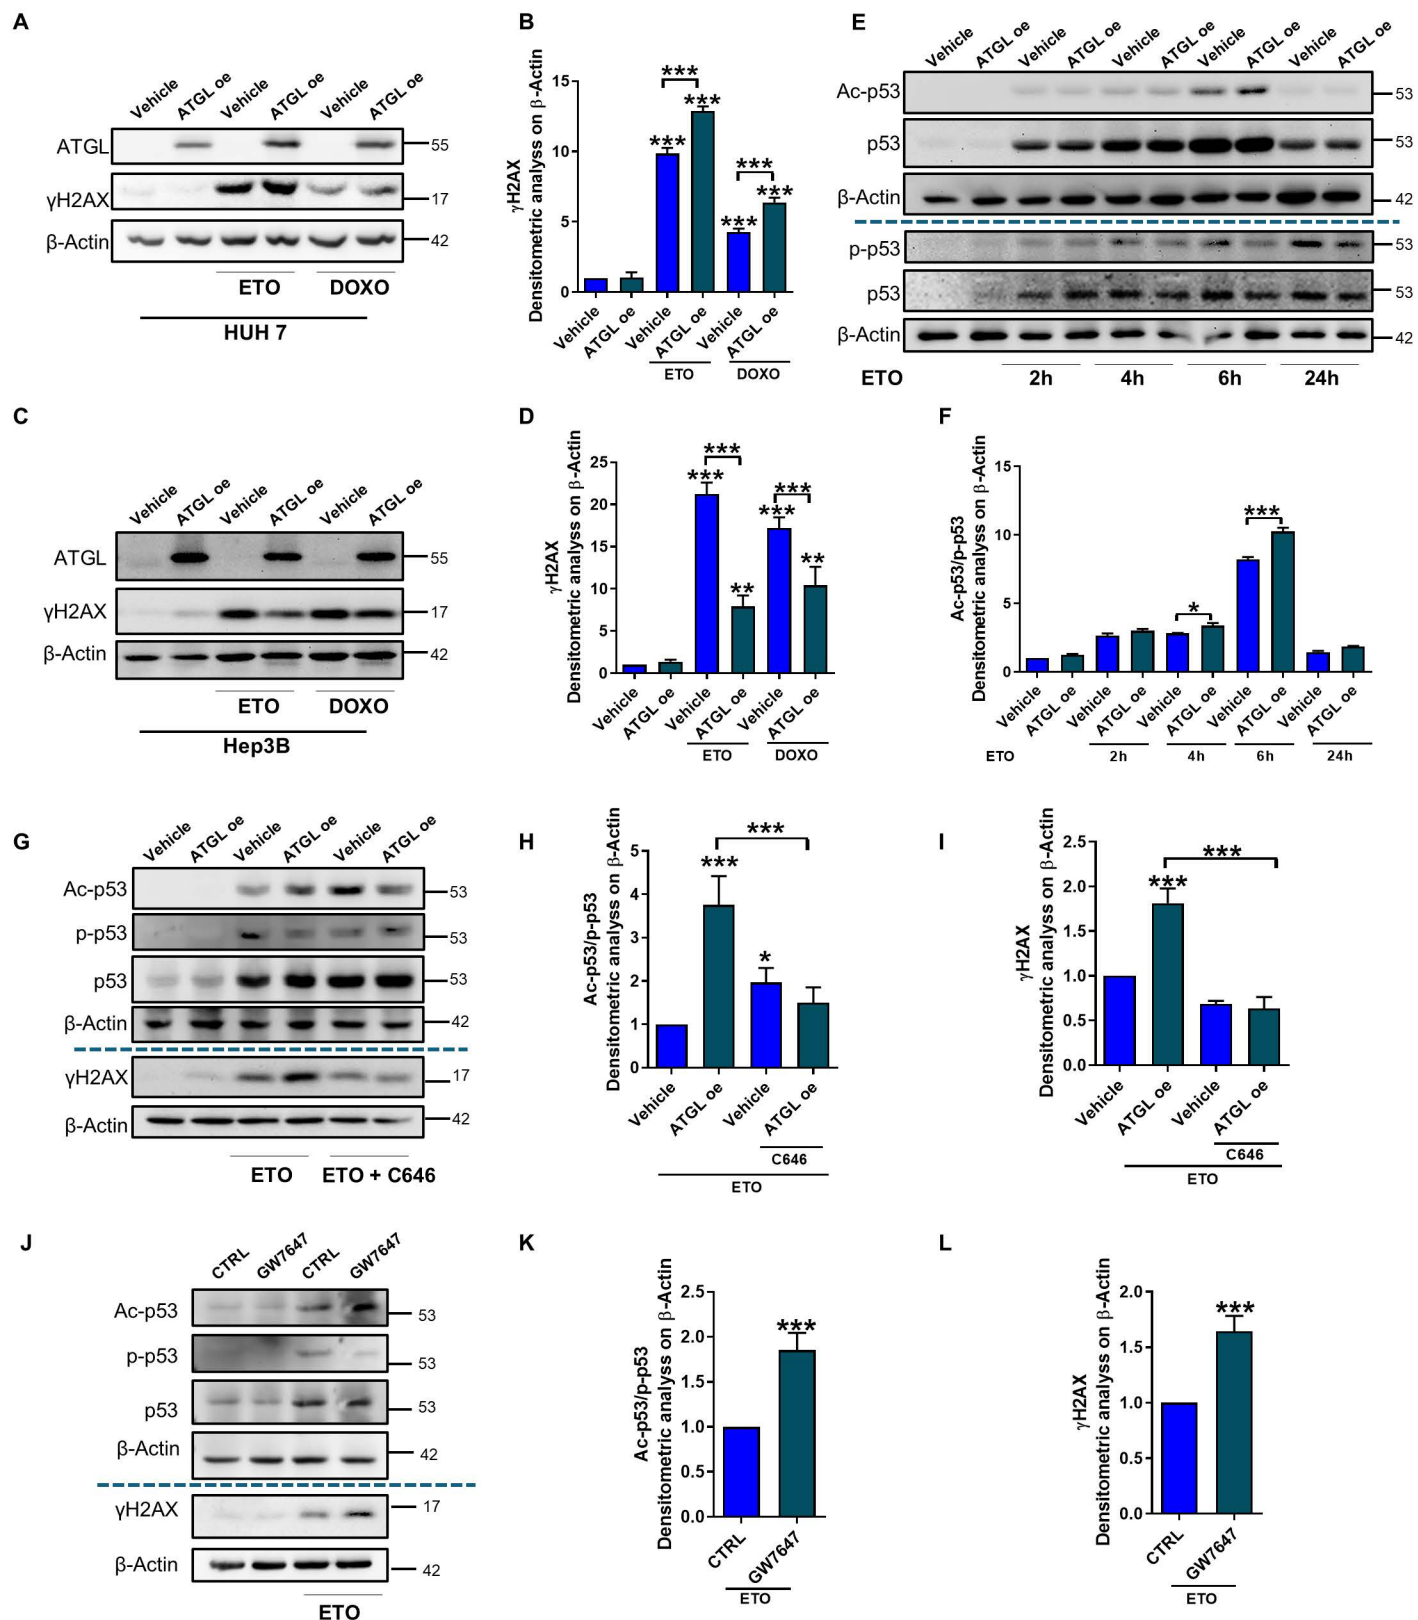 A
Vehicle
ATGL oe
Vehicle
ATGL oe
Vehicle
ATGL oe
ATGL
55
γH2AX
17
β-Actin
42
ETO
DOXO
HUH 7
B
γH2AX
Densitometric analyss on β-Actin
15
10
5
0
***
***
***
***
***
***
Vehicle
ATGL oe
Vehicle
ATGL oe
Vehicle
ATGL oe
ETO
DOXO
E
Vehicle
ATGL oe
Vehicle
ATGL oe
Vehicle
ATGL oe
Vehicle
ATGL oe
Vehicle
ATGL oe
Ac-p53
53
p53
53
β-Actin
42
p-p53
53
p53
53
β-Actin
42
ETO
2h
4h
6h
24h
C
Vehicle
ATGL oe
Vehicle
ATGL oe
Vehicle
ATGL oe
ATGL
55
γH2AX
17
β-Actin
42
ETO
DOXO
Hep3B
D
γH2AX
Densitometric analyss on β-Actin
25
20
15
10
5
0
***
***
**
***
***
**
Vehicle
ATGL oe
Vehicle
ATGL oe
Vehicle
ATGL oe
ETO
DOXO
F
Ac-p53/p-p53
Densitometric analyss on β-Actin
15
10
5
0
*
***
Vehicle
ATGL oe
Vehicle
ATGL oe
Vehicle
ATGL oe
Vehicle
ATGL oe
Vehicle
ATGL oe
ETO
2h
4h
6h
24h
G
Vehicle
ATGL oe
Vehicle
ATGL oe
Vehicle
ATGL oe
Ac-p53
53
p-p53
53
p53
53
β-Actin
42
γH2AX
17
β-Actin
42
ETO
ETO + C646
H
Ac-p53/p-p53
Densitometric analyss on β-Actin
5
4
3
2
1
0
***
***
*
Vehicle
ATGL oe
Vehicle
ATGL oe
C646
ETO
I
γH2AX
Densitometric analyss on β-Actin
2.5
2.0
1.5
1.0
0.5
0.0
***
***
Vehicle
ATGL oe
Vehicle
ATGL oe
C646
ETO
J
CTRL
GW7647
CTRL
GW7647
Ac-p53
53
p-p53
53
p53
53
β-Actin
42
γH2AX
17
β-Actin
42
ETO
K
Ac-p53/p-p53
Densitometric analyss on β-Actin
2.5
2.0
1.5
1.0
0.5
0.0
***
CTRL
GW7647
ETO
L
γH2AX
Densitometric analyss on β-Actin
2.0
1.5
1.0
0.5
0.0
***
CTRL
GW7647
ETO